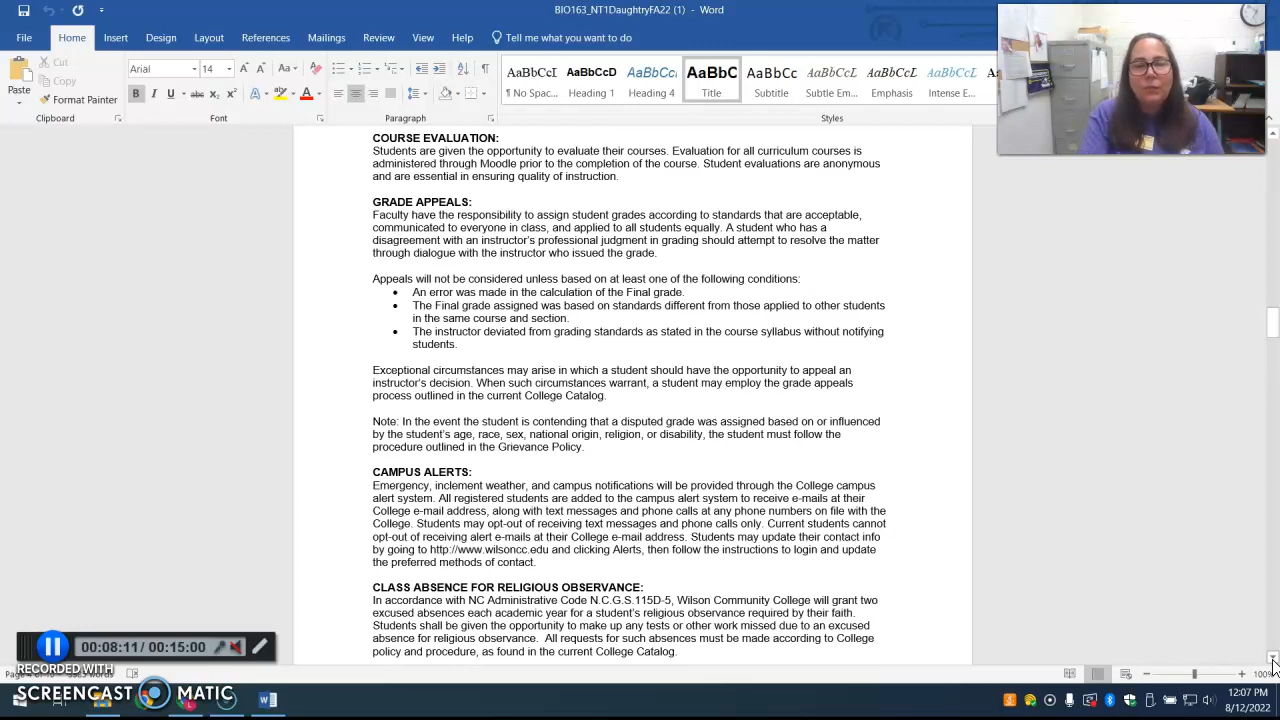 BIO163_NT1DaughtryFA22 (1) - Word
File Home Insert Design Layout References Mailings Review View Help Tell me what you want to do
Paste
Cut
Copy
Format Painter
Clipboard
Arial 14
Font
Paragraph
AaBbCcI AaBbCcD AaBbCcI AaBbC AaBbCc AaBbCcL AaBbCcL AaBbCcL
¶ No Spac... Heading 1 Heading 4 Title Subtitle Subtle Em... Emphasis Intense E...
Styles
COURSE EVALUATION:
Students are given the opportunity to evaluate their courses. Evaluation for all curriculum courses is
administered through Moodle prior to the completion of the course. Student evaluations are anonymous
and are essential in ensuring quality of instruction.
GRADE APPEALS:
Faculty have the responsibility to assign student grades according to standards that are acceptable,
communicated to everyone in class, and applied to all students equally. A student who has a
disagreement with an instructor's professional judgment in grading should attempt to resolve the matter
through dialogue with the instructor who issued the grade.
Appeals will not be considered unless based on at least one of the following conditions:
• An error was made in the calculation of the Final grade.
• The Final grade assigned was based on standards different from those applied to other students
in the same course and section.
• The instructor deviated from grading standards as stated in the course syllabus without notifying
students.
Exceptional circumstances may arise in which a student should have the opportunity to appeal an
instructor's decision. When such circumstances warrant, a student may employ the grade appeals
process outlined in the current College Catalog.
Note: In the event the student is contending that a disputed grade was assigned based on or influenced
by the student's age, race, sex, national origin, religion, or disability, the student must follow the
procedure outlined in the Grievance Policy.
CAMPUS ALERTS:
Emergency, inclement weather, and campus notifications will be provided through the College campus
alert system. All registered students are added to the campus alert system to receive e-mails at their
College e-mail address, along with text messages and phone calls at any phone numbers on file with the
College. Students may opt-out of receiving text messages and phone calls only. Current students cannot
opt-out of receiving alert e-mails at their College e-mail address. Students may update their contact info
by going to http://www.wilsoncc.edu and clicking Alerts, then follow the instructions to login and update
the preferred methods of contact.
CLASS ABSENCE FOR RELIGIOUS OBSERVANCE:
In accordance with NC Administrative Code N.C.G.S.115D-5, Wilson Community College will grant two
excused absences each academic year for a student's religious observance required by their faith.
Students shall be given the opportunity to make up any tests or other work missed due to an excused
absence for religious observance. All requests for such absences must be made according to College
policy and procedure, as found in the current College Catalog.
00:08:11 / 00:15:00
RECORDED WITH
SCREENCAST MATIC
100%
12:07 PM
8/12/2022